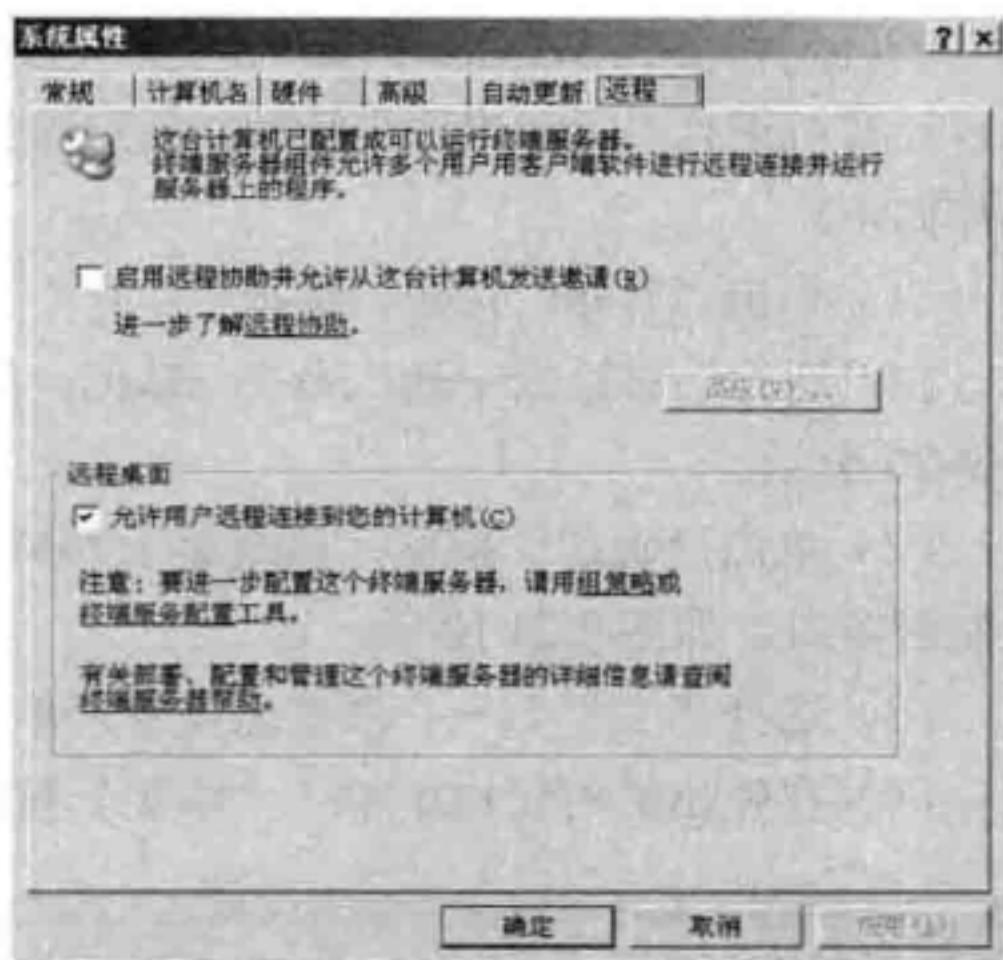 系统属性
常规 计算机名 硬件 高级 自动更新 远程
这台计算机已配置成可以运行终端服务器。
终端服务器组件允许多个用户用客户端软件进行远程连接并运行
服务器上的程序。
启用远程协助并允许从这台计算机发送邀请(R)
进一步了解远程协助。
远程桌面
允许用户远程连接到您的计算机(C)
注意: 要进一步配置这个终端服务器, 请用组策略或
终端服务配置工具。
有关部署、配置和管理这个终端服务器的详细信息请查阅
终端服务器帮助。
确定 取消